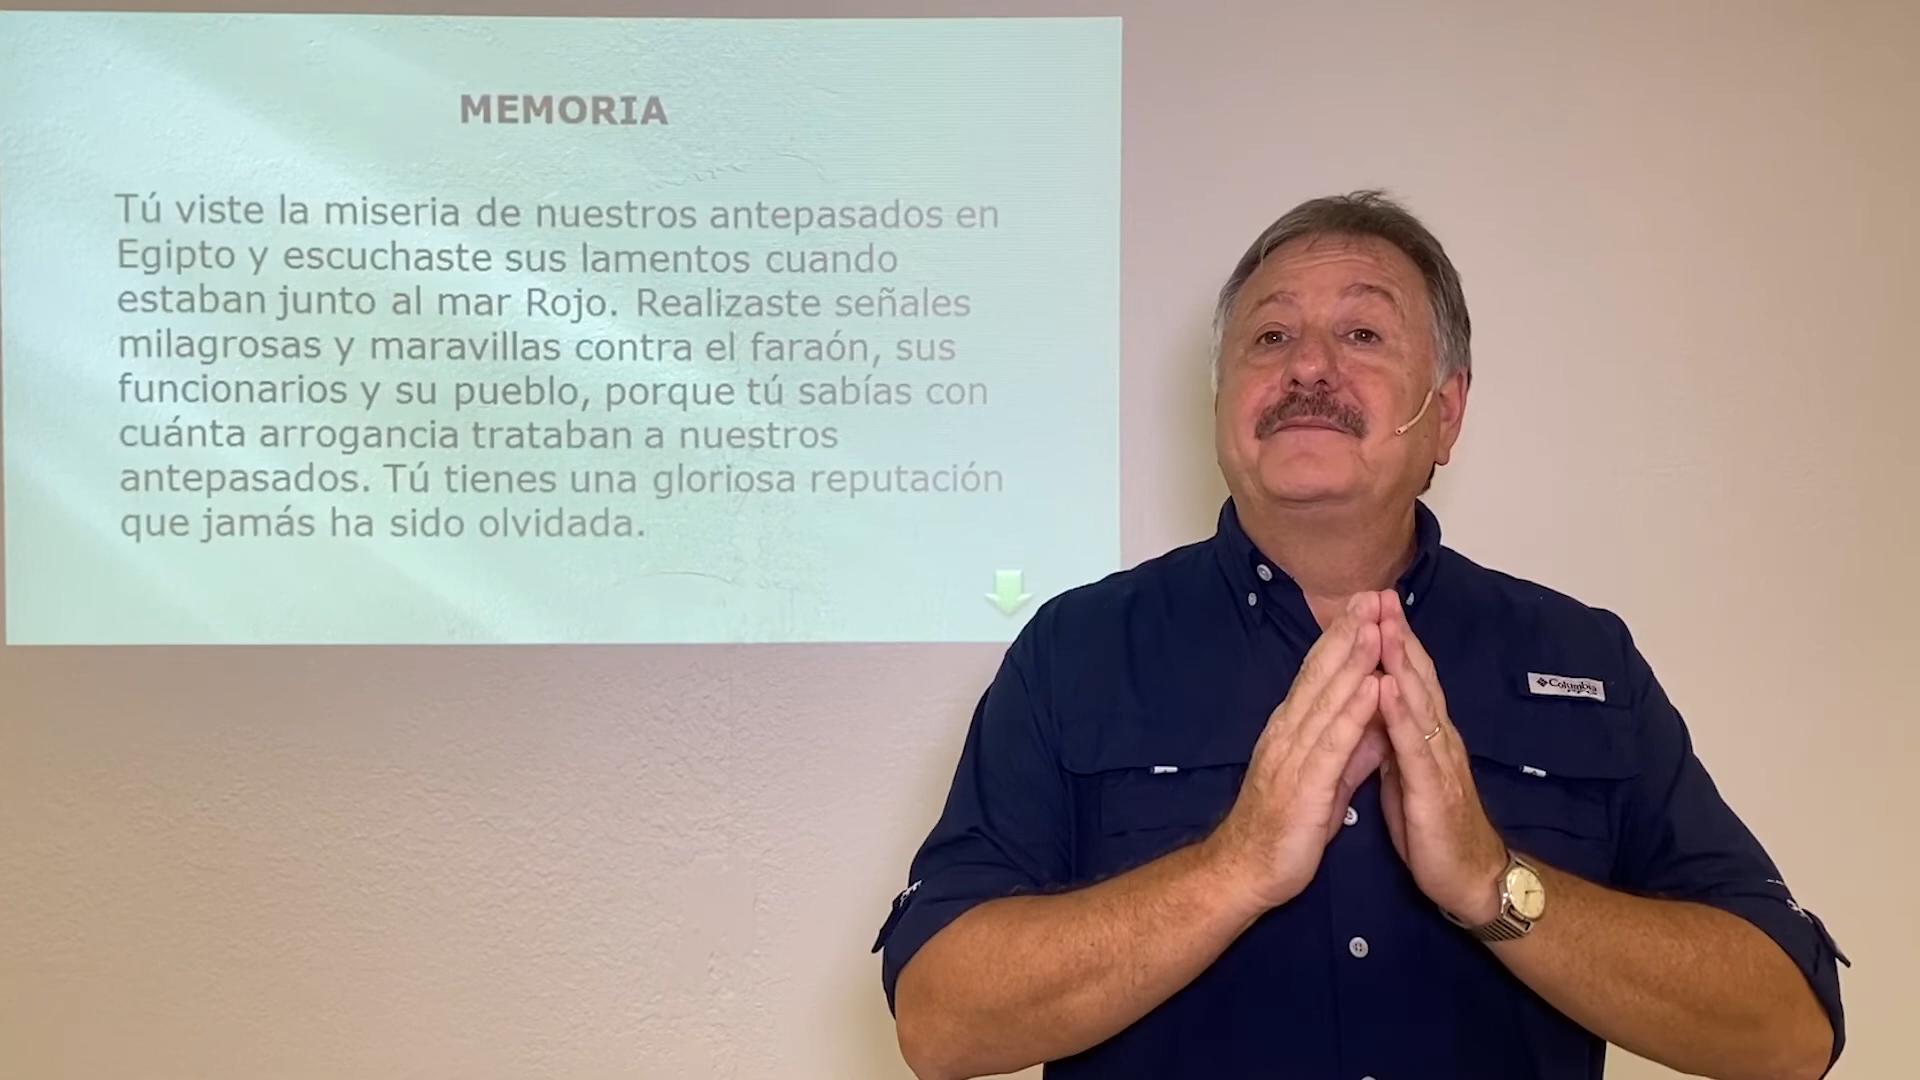 MEMORIA
Tú viste la miseria de nuestros antepasados en
Egipto y escuchaste sus lamentos cuando
estaban junto al mar Rojo. Realizaste señales
milagrosas y maravillas contra el faraón, sus
funcionarios y su pueblo, porque tú sabías con
cuánta arrogancia trataban a nuestros
antepasados. Tú tienes una gloriosa reputación
que jamás ha sido olvidada.
Columbia